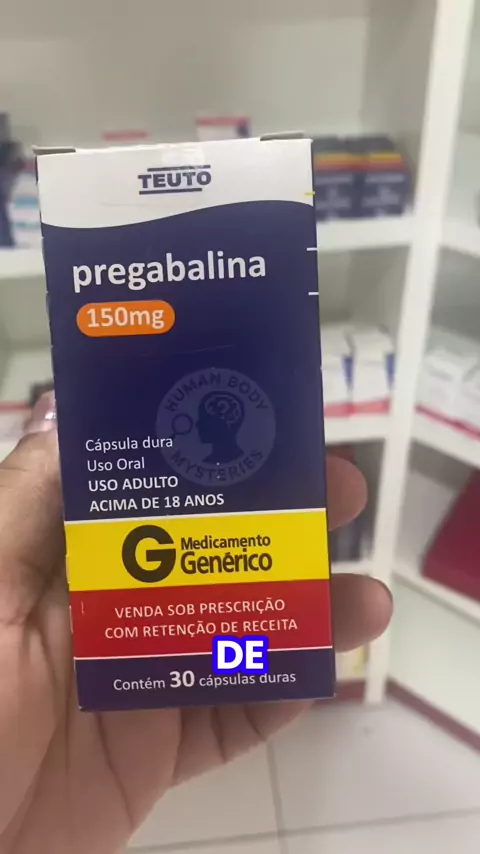 TEUTO
pregabalina
150mg
HUMAN BODY
MYSTERIES
Cápsula dura
Uso Oral
USO ADULTO
ACIMA DE 18 ANOS
G Medicamento
Genérico
VENDA SOB PRESCRIÇÃO
COM RETENÇÃO DE RECEITA
DE
Contém 30 cápsulas duras